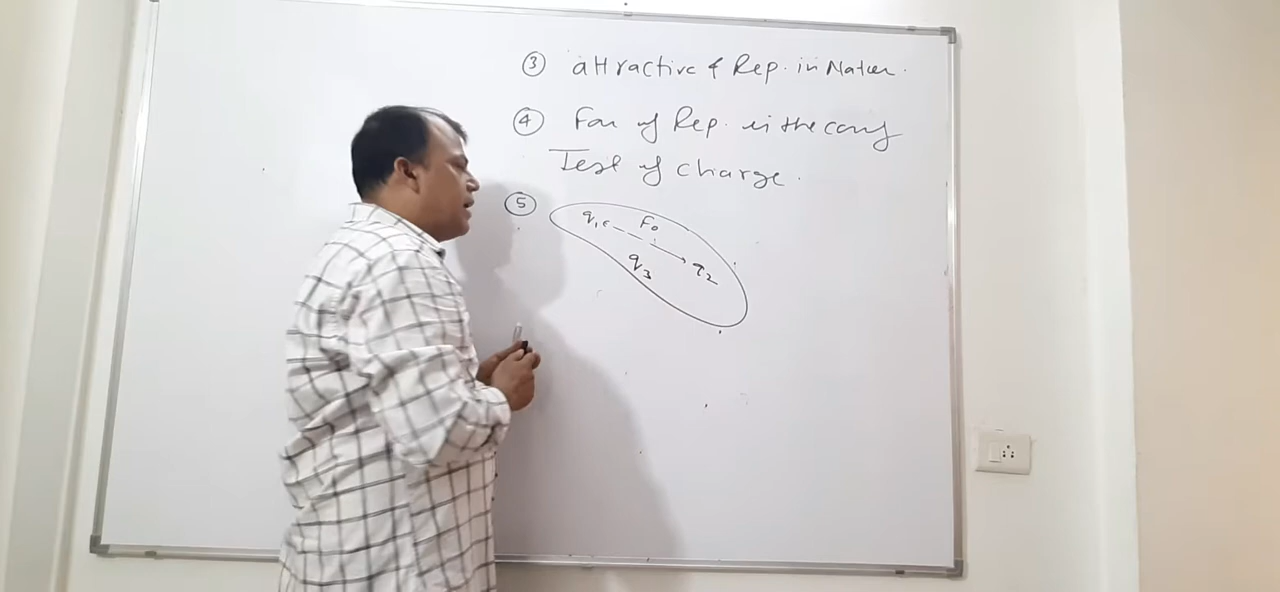 ③ attractive & Rep. in Nature.
④ For of Rep. is the conf
Test of charge.
⑤
q₁ F₀
q₃ q₂